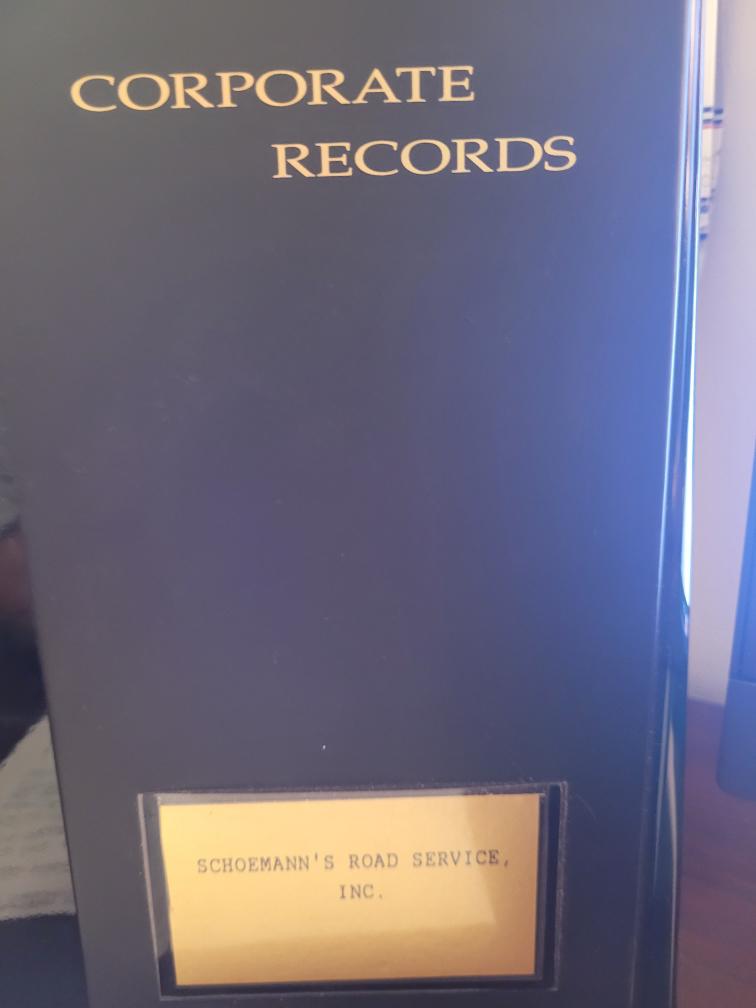 CORPORATE
RECORDS
SCHOEMANN'S ROAD SERVICE,
INC.